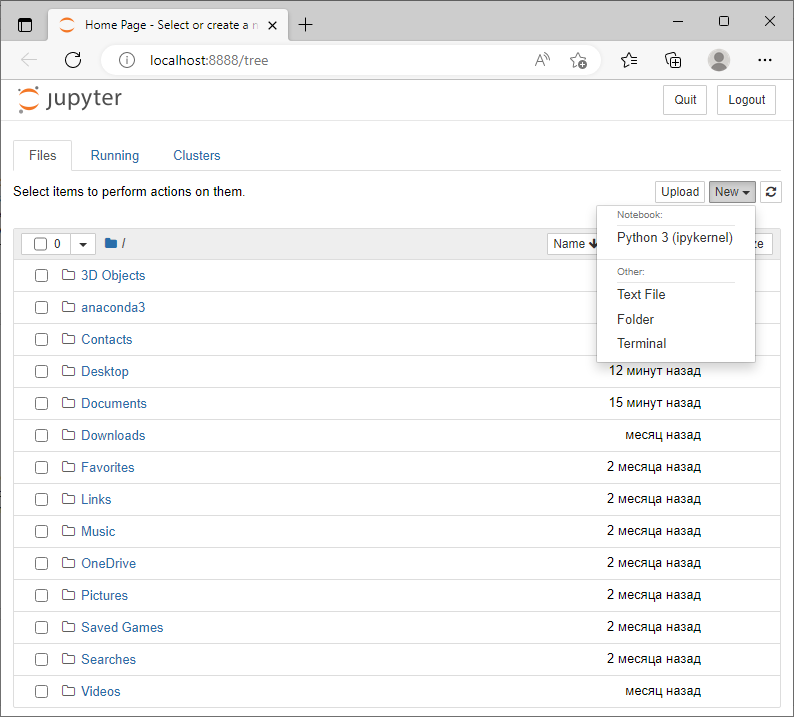 Home Page - Select or create a n
localhost:8888/tree
jupyter
Quit
Logout
Files
Running
Clusters
Select items to perform actions on them.
Upload
New
Notebook:
Python 3 (ipykernel)
Other:
Text File
Folder
Terminal
0
/
Name
ze
3D Objects
anaconda3
Contacts
Desktop 12 минут назад
Documents 15 минут назад
Downloads месяц назад
Favorites 2 месяца назад
Links 2 месяца назад
Music 2 месяца назад
OneDrive 2 месяца назад
Pictures 2 месяца назад
Saved Games 2 месяца назад
Searches 2 месяца назад
Videos месяц назад